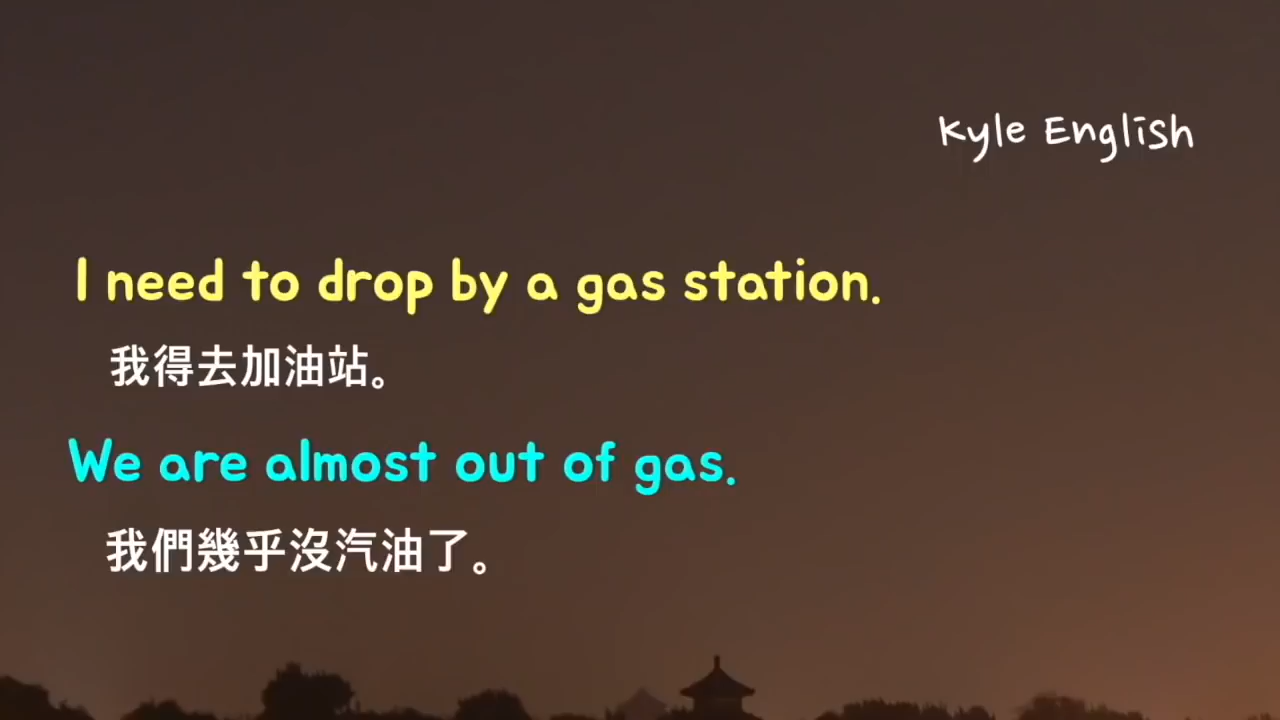 Kyle English
I need to drop by a gas station.
我得去加油站。
We are almost out of gas.
我們幾乎沒汽油了。